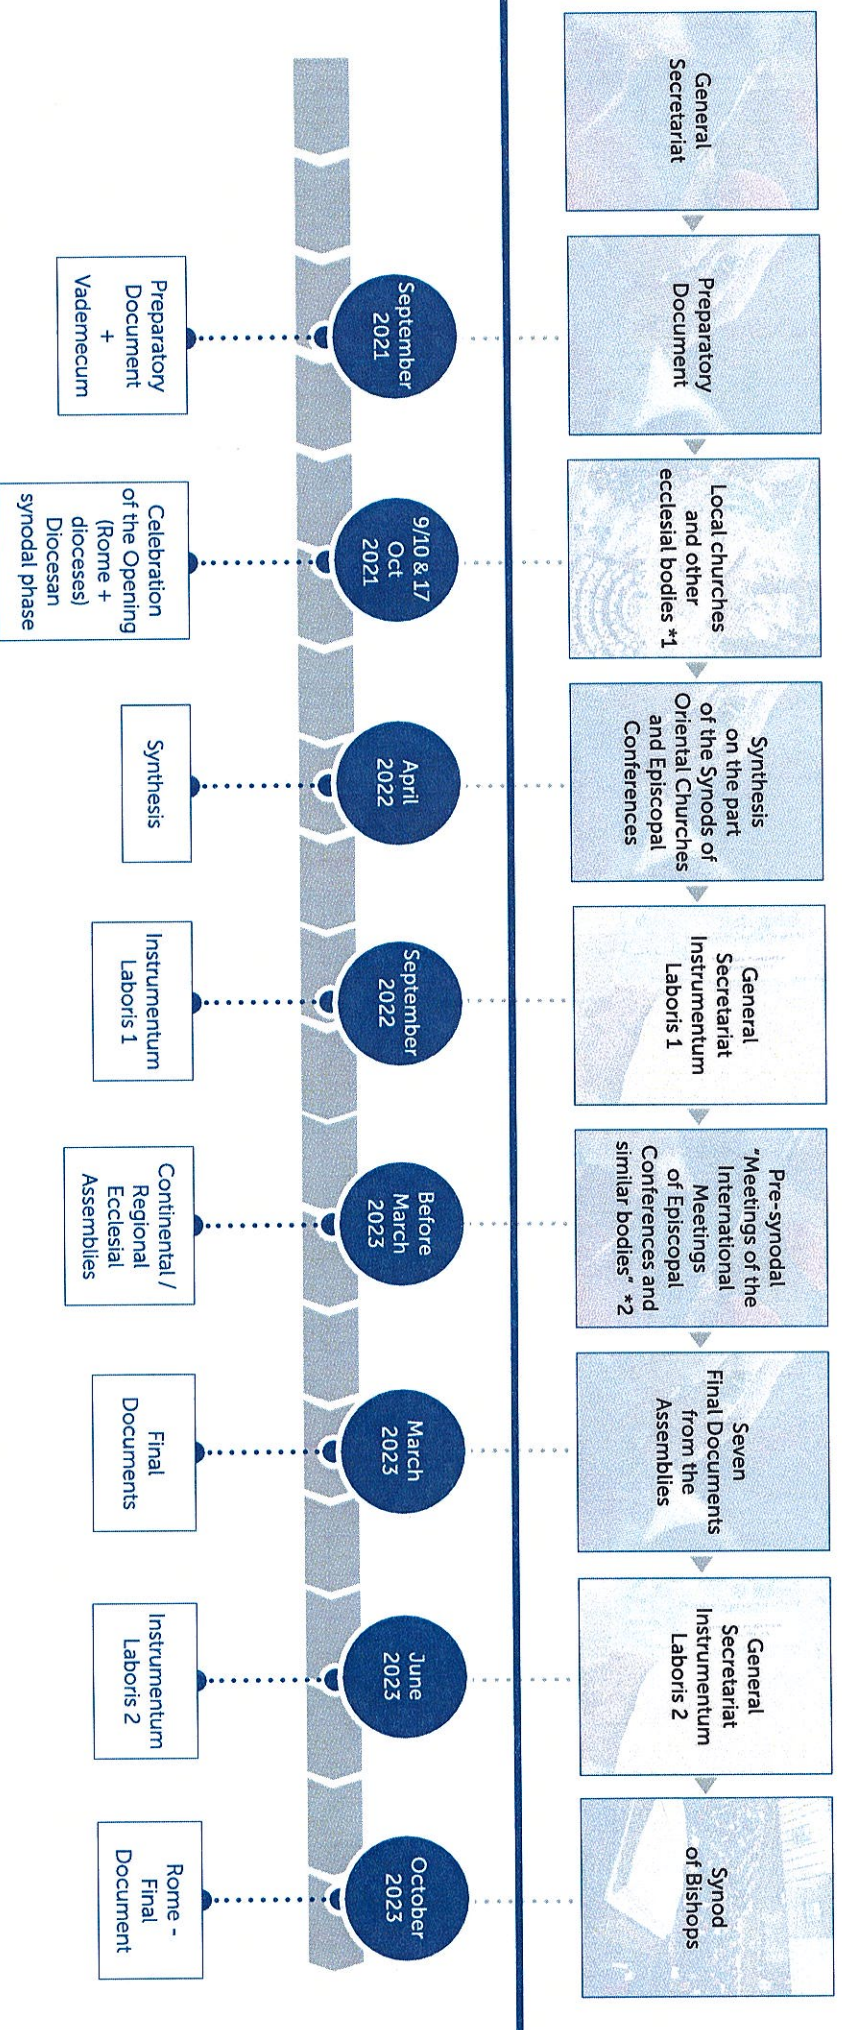 General
Secretariat
Preparatory
Document
Local churches
and other
ecclesial bodies *1
Synthesis
on the part
of the Synods of
Oriental Churches
and Episcopal
Conferences
General
Secretariat
Instrumentum
Laboris 1
Pre-synodal
"Meetings of the
International
Meetings
of Episcopal
Conferences and
similar bodies" *2
Seven
Final Documents
from the
Assemblies
General
Secretariat
Instrumentum
Laboris 2
Synod
of Bishops
September
2021
9/10 & 17
Oct
2021
April
2022
September
2022
Before
March
2023
March
2023
June
2023
October
2023
Preparatory
Document
+
Vademecum
Celebration
of the Opening
(Rome +
dioceses)
Diocesan
synodal phase
Synthesis
Instrumentum
Laboris 1
Continental /
Regional
Ecclesial
Assemblies
Final
Documents
Instrumentum
Laboris 2
Rome -
Final
Document